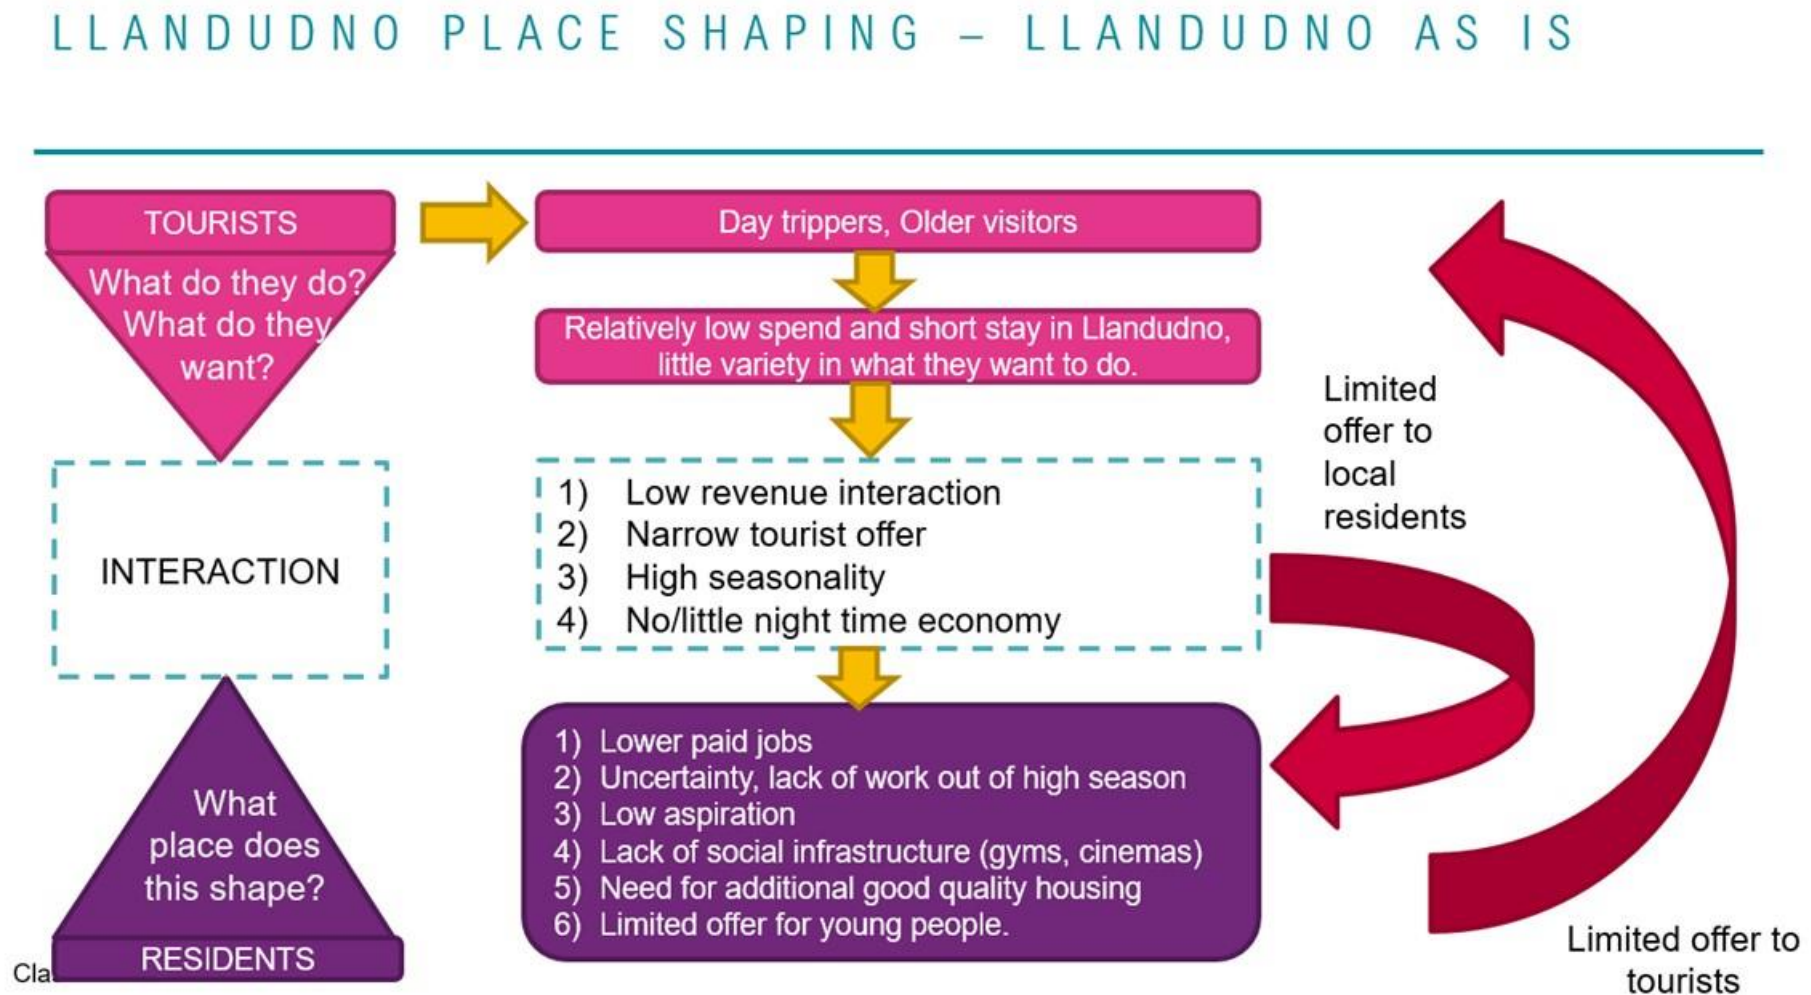 LLANDUDNO PLACE SHAPING – LLANDUDNO AS IS
TOURISTS
What do they do?
What do they
want?
INTERACTION
What
place does
this shape?
RESIDENTS
Day trippers, Older visitors
Relatively low spend and short stay in Llandudno,
little variety in what they want to do.
1) Low revenue interaction
2) Narrow tourist offer
3) High seasonality
4) No/little night time economy
1) Lower paid jobs
2) Uncertainty, lack of work out of high season
3) Low aspiration
4) Lack of social infrastructure (gyms, cinemas)
5) Need for additional good quality housing
6) Limited offer for young people.
Limited
offer to
local
residents
Limited offer to
tourists